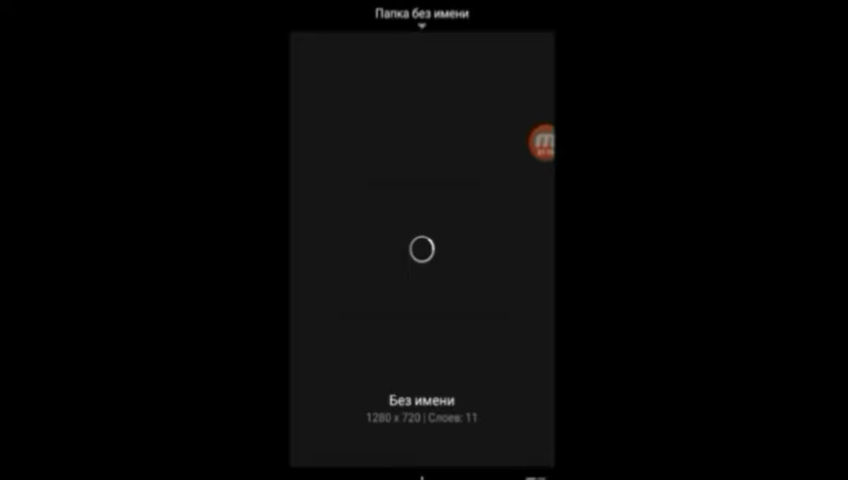 Папка без имени
Без имени
1280 x 720 | Слоев: 11